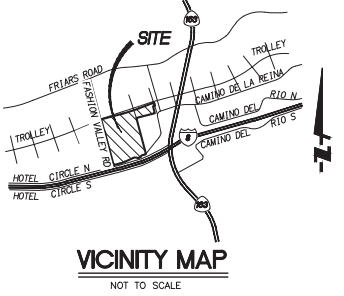 163
SITE
TROLLEY
FRIARS ROAD
FASHION VALLEY RD
CAMINO DE LA REINA
CAMINO DEL RIO N
TROLLEY
8
CAMINO DEL RIO S
HOTEL CIRCLE N
HOTEL CIRCLE S
163
N
VICINITY MAP
NOT TO SCALE